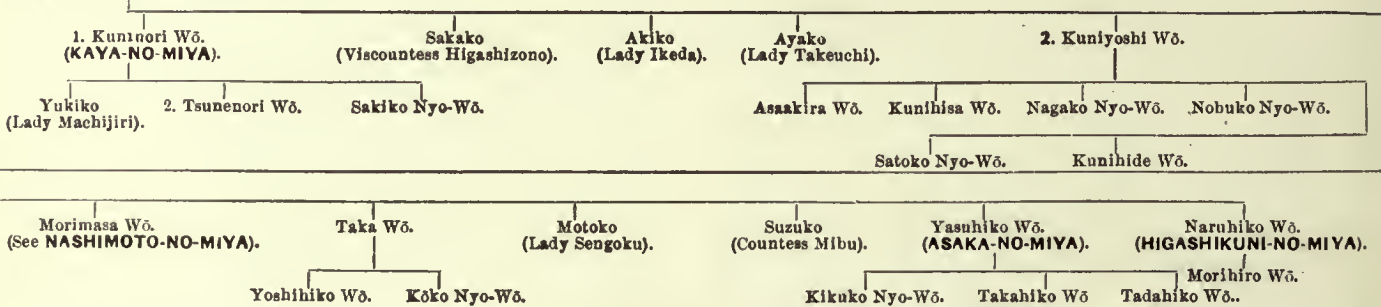 1. Kuninori Wō. Sakako Akiko Ayako 2. Kuniyoshi Wō.
(KAYA-NO-MIYA). (Viscountess Higashizono). (Lady Ikeda). (Lady Takeuchi).
Yukiko 2. Tsunenori Wō. Sakiko Nyo-Wō. Asaakira Wō. Kunihisa Wō. Nagako Nyo-Wō. Nobuko Nyo-Wō.
(Lady Machijiri).
Satoko Nyo-Wō. Kunihide Wō.
Morimasa Wō. Taka Wō. Motoko Suzuko Yasuhiko Wō. Naruhiko Wō.
(See NASHIMOTO-NO-MIYA). (Lady Sengoku). (Countess Mibu). (ASAKA-NO-MIYA). (HIGASHIKUNI-NO-MIYA).
Morihiro Wō.
Yoshihiko Wō. Kōko Nyo-Wō. Kikuko Nyo-Wō. Takahiko Wō Tadahiko Wō..